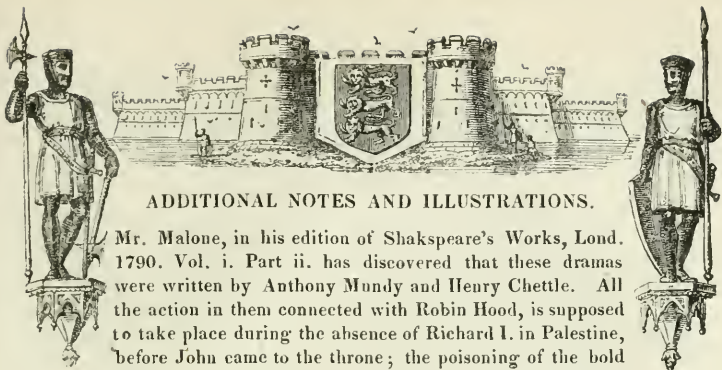 ADDITIONAL NOTES AND ILLUSTRATIONS.
Mr. Malone, in his edition of Shakspeare's Works, Lond.
1790. Vol. i. Part ii. has discovered that these dramas
were written by Anthony Mundy and Henry Chettle. All
the action in them connected with Robin Hood, is supposed
to take place during the absence of Richard I. in Palestine,
before John came to the throne; the poisoning of the bold